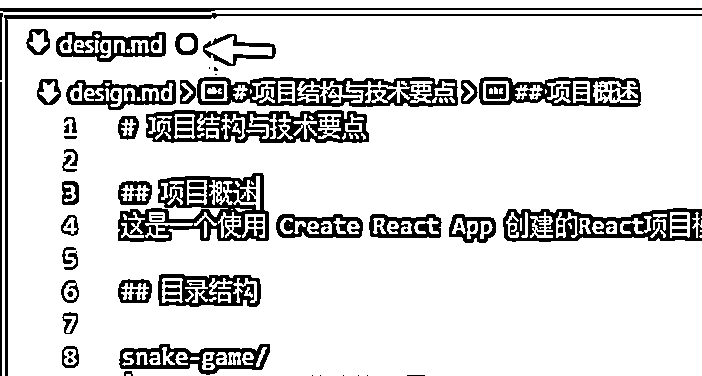 design.md
design.md > # 项目结构与技术要点 > ## 项目概述
1 # 项目结构与技术要点
2
3 ## 项目概述
4 这是一个使用 Create React App 创建的React项目
5
6 ## 目录结构
7
8 snake-game/